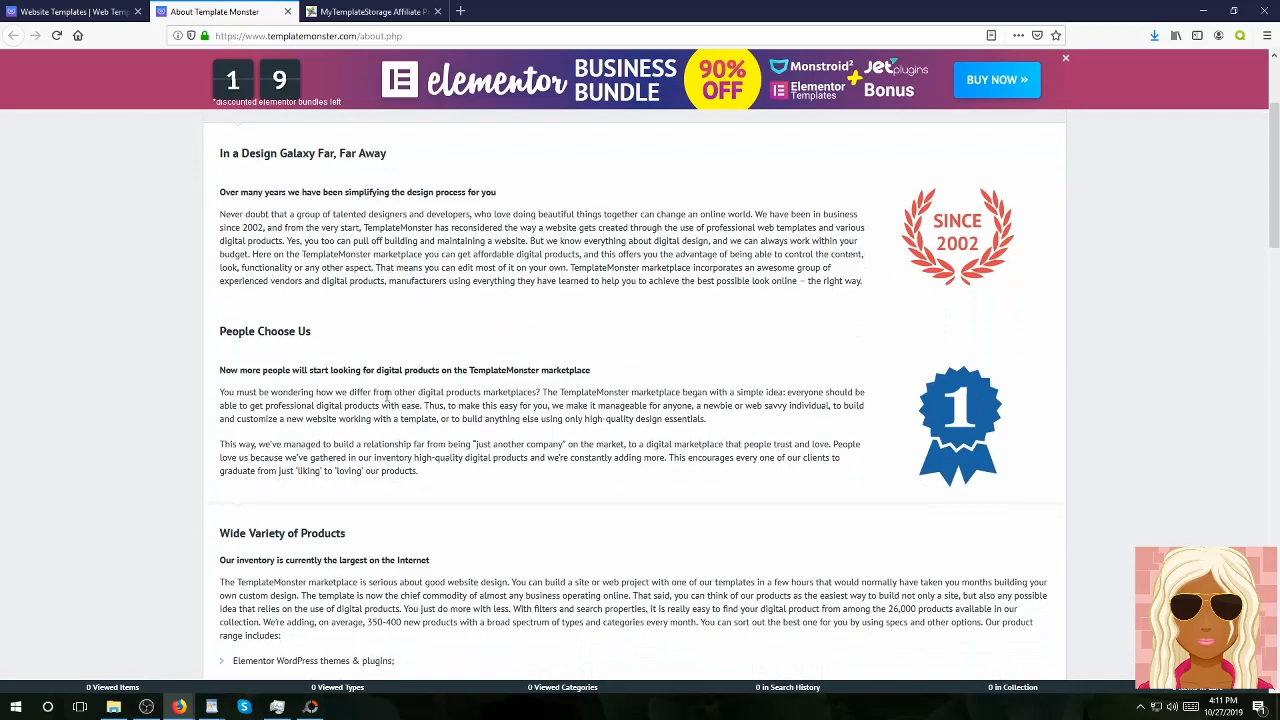 Website Templates | Web Temp
About Template Monster
MyTemplateStorage Affiliate P
https://www.templatemonster.com/about.php
1 9
*discounted elementor bundles left
elementor
BUSINESS
BUNDLE
90%
OFF
Monstroid²
Elementor
Templates
+
JetPlugins
Bonus
BUY NOW »
In a Design Galaxy Far, Far Away
Over many years we have been simplifying the design process for you
Never doubt that a group of talented designers and developers, who love doing beautiful things together can change an online world. We have been in business
since 2002, and from the very start, TemplateMonster has reconsidered the way a website gets created through the use of professional web templates and various
digital products. Yes, you too can pull off building and maintaining a website. But we know everything about digital design, and we can always work within your
budget. Here on the TemplateMonster marketplace you can get affordable digital products, and this offers you the advantage of being able to control the content,
look, functionality or any other aspect. That means you can edit most of it on your own. TemplateMonster marketplace incorporates an awesome group of
experienced vendors and digital products, manufacturers using everything they have learned to help you to achieve the best possible look online – the right way.
SINCE
2002
People Choose Us
Now more people will start looking for digital products on the TemplateMonster marketplace
You must be wondering how we differ from other digital products marketplaces? The TemplateMonster marketplace began with a simple idea: everyone should be
able to get professional digital products with ease. Thus, to make this easy for you, we make it manageable for anyone, a newbie or web savvy individual, to build
and customize a new website working with a template, or to build anything else using only high-quality design essentials.
This way, we've managed to build a relationship far from being "just another company" on the market, to a digital marketplace that people trust and love. People
love us because we've gathered in our inventory high-quality digital products and we're constantly adding more. This encourages every one of our clients to
graduate from just 'liking' to 'loving' our products.
1
Wide Variety of Products
Our inventory is currently the largest on the Internet
The TemplateMonster marketplace is serious about good website design. You can build a site or web project with one of our templates in a few hours that would normally have taken you months building your
own custom design. The template is now the chief commodity of almost any business operating online. That said, you can think of our products as the easiest way to build not only a site, but also any possible
idea that relies on the use of digital products. You just do more with less. With filters and search properties, it is really easy to find your digital product from among the 26,000 products available in our
collection. We're adding, on average, 350-400 new products with a broad spectrum of types and categories every month. You can sort out the best one for you by using specs and other options. Our product
range includes:
Elementor WordPress themes & plugins;
0 Viewed Items
0 Viewed Types
0 Viewed Categories
0 in Search History
0 in Collection
4:11 PM
10/27/2019